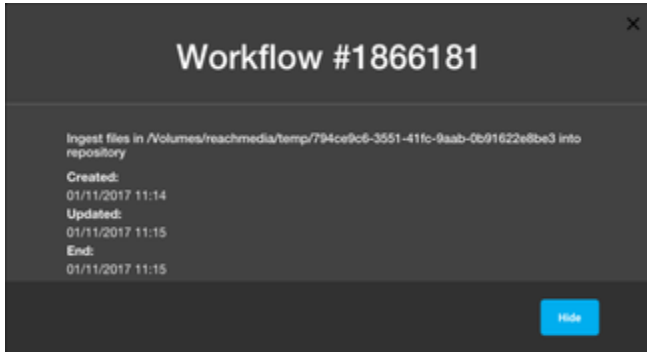 Workflow #1866181
Ingest files in /Volumes/reachmedia/temp/794ce9c6-3551-41fc-9aab-0b91622e8be3 into
repository
Created:
01/11/2017 11:14
Updated:
01/11/2017 11:15
End:
01/11/2017 11:15
Hide